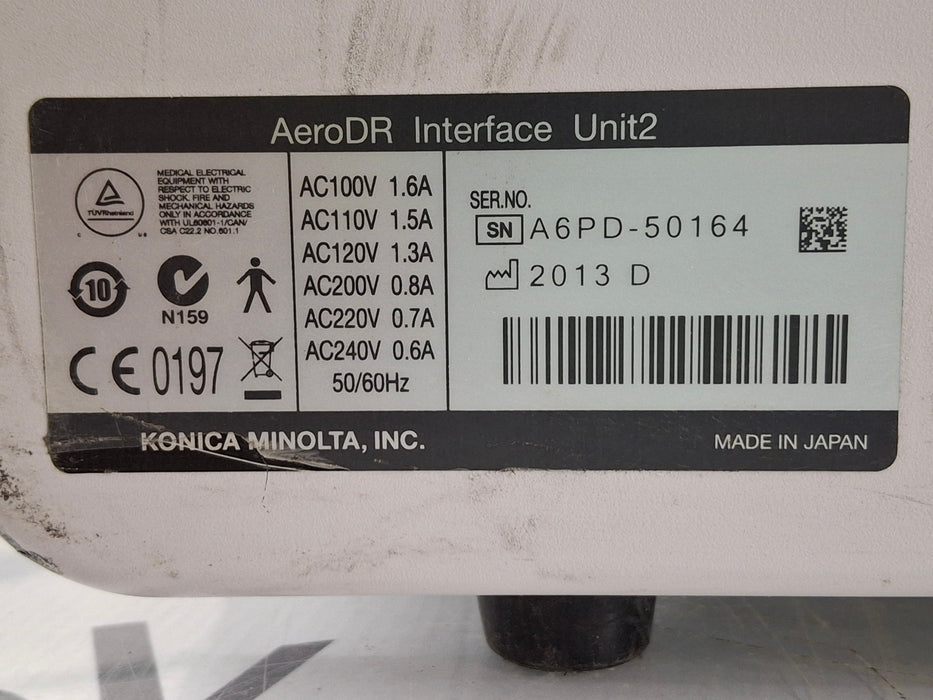 AeroDR Interface Unit2
TÜVRheinland
C US
MEDICAL ELECTRICAL
EQUIPMENT WITH
RESPECT TO ELECTRIC
SHOCK, FIRE AND
MECHANICAL HAZARDS
ONLY IN ACCORDANCE
WITH UL60601-1/CAN/
CSA C22.2 NO.601.1
10
N159
CE 0197
AC100V 1.6A
AC110V 1.5A
AC120V 1.3A
AC200V 0.8A
AC220V 0.7A
AC240V 0.6A
50/60Hz
SER.NO.
SN A6PD-50164
2013 D
KONICA MINOLTA, INC.
MADE IN JAPAN